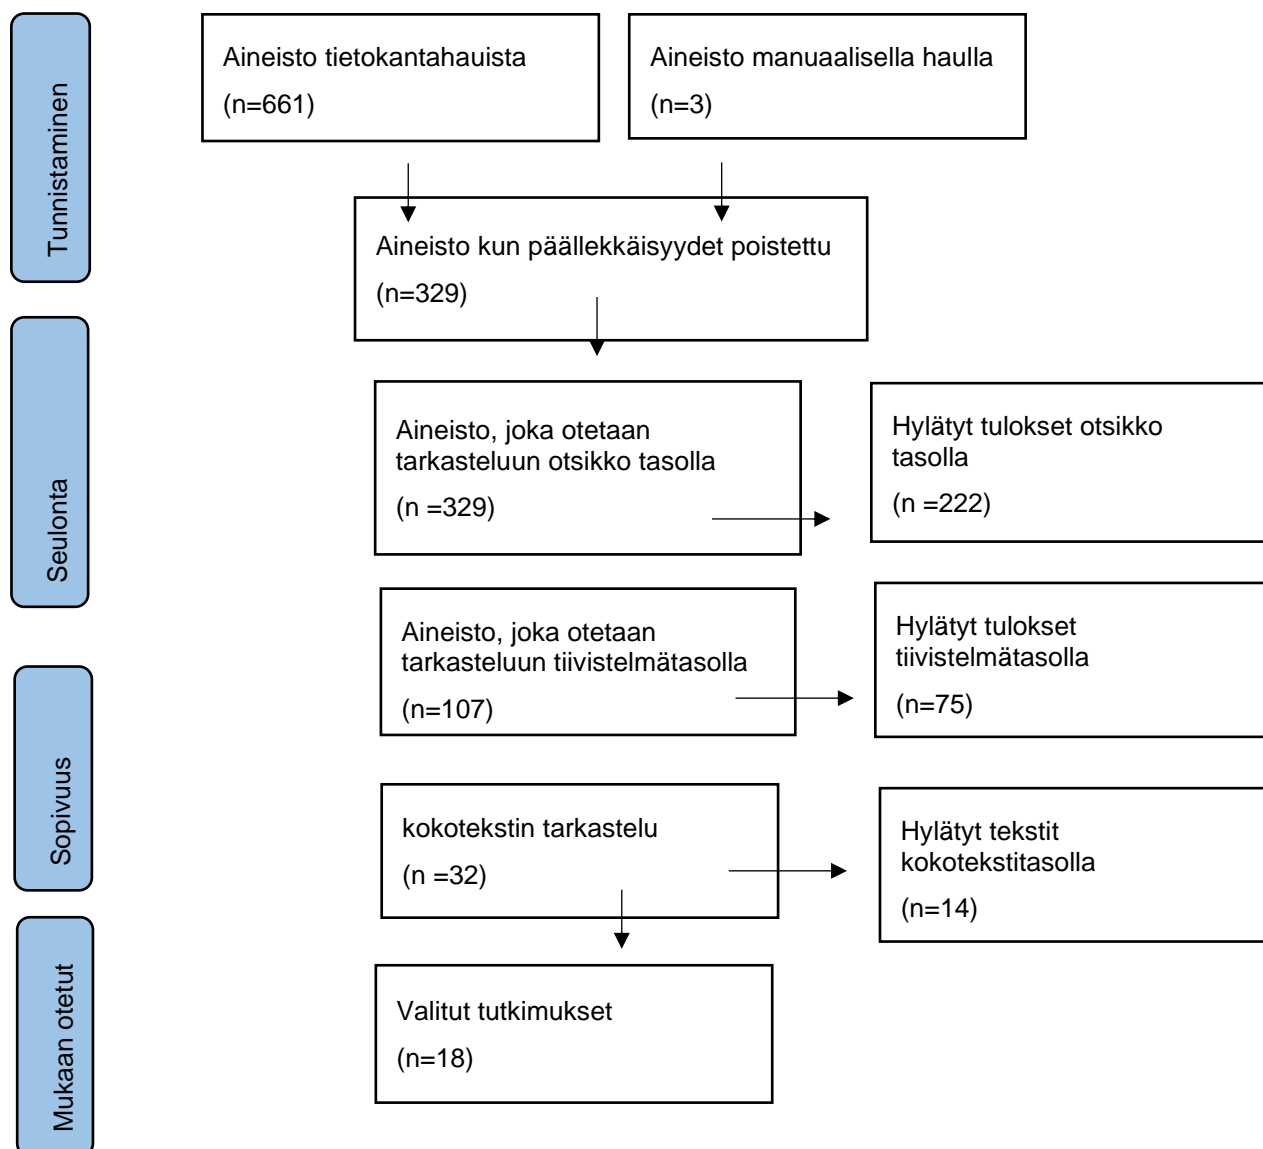 Tunnistaminen
Aineisto tietokantahauista
(n=661)
Aineisto manuaalisella haulla
(n=3)
Aineisto kun päällekkäisyydet poistettu
(n=329)
Seulonta
Aineisto, joka otetaan
tarkasteluun otsikko tasolla
(n =329)
Hylätyt tulokset otsikko
tasolla
(n =222)
Aineisto, joka otetaan
tarkasteluun tiivistelmätasolla
(n=107)
Hylätyt tulokset
tiivistelmätasolla
(n=75)
Sopivuus
kokotekstin tarkastelu
(n =32)
Hylätyt tekstit
kokotekstitasolla
(n=14)
Mukaan otetut
Valitut tutkimukset
(n=18)